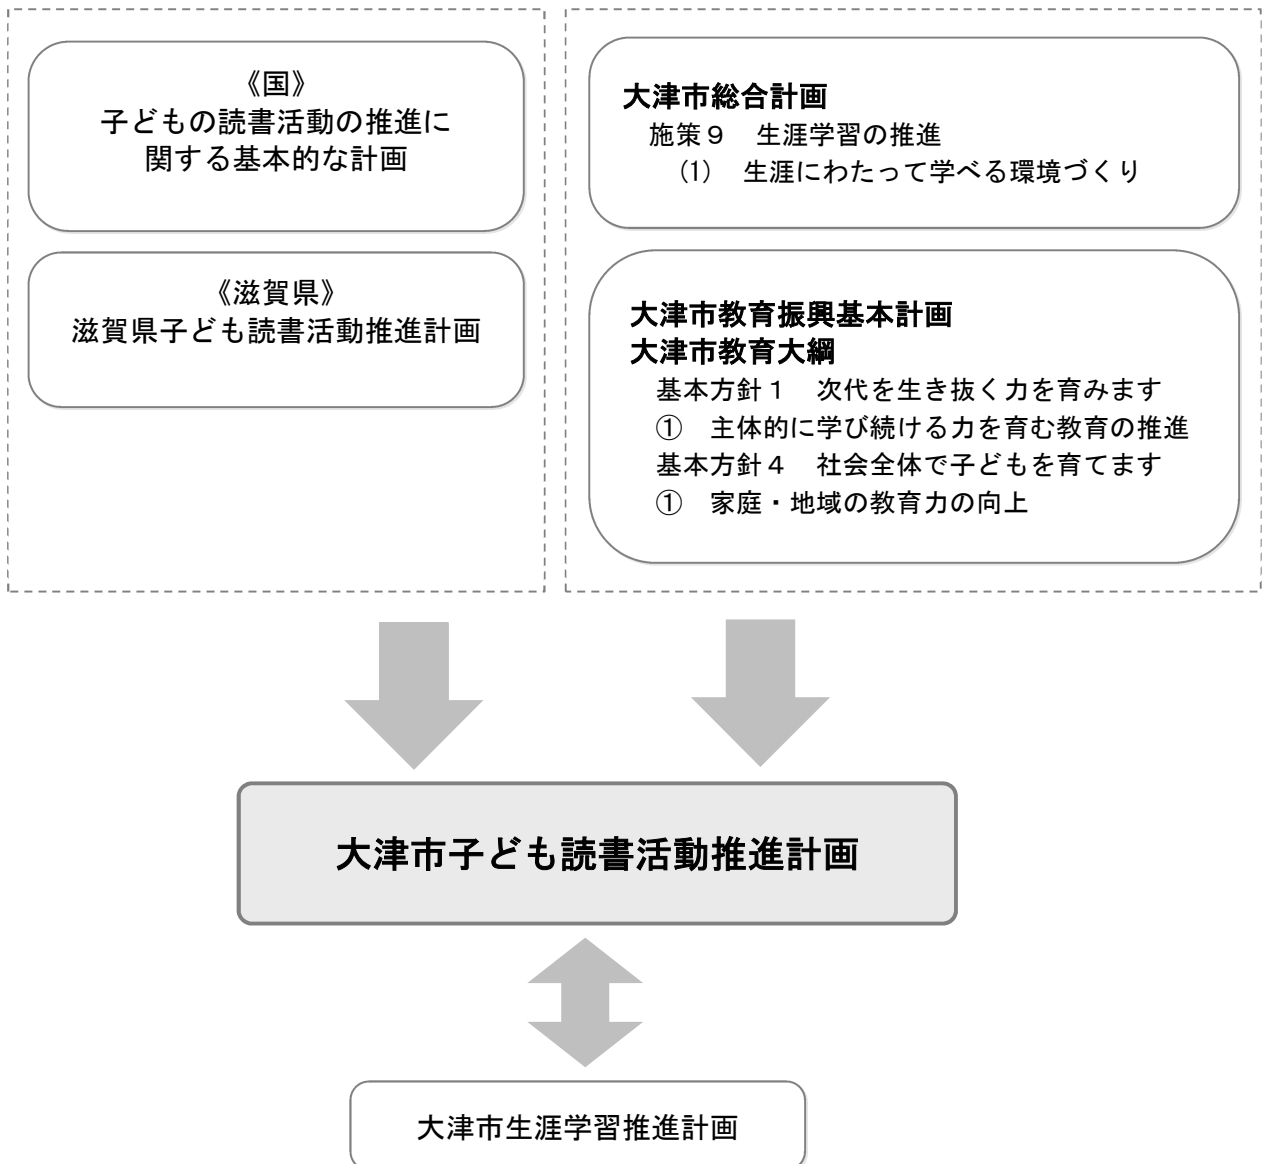 《国》
子どもの読書活動の推進に
関する基本的な計画
《滋賀県》
滋賀県子ども読書活動推進計画
大津市総合計画
施策９　生涯学習の推進
⑴　生涯にわたって学べる環境づくり
大津市教育振興基本計画
大津市教育大綱
基本方針１　次代を生き抜く力を育みます
①　主体的に学び続ける力を育む教育の推進
基本方針４　社会全体で子どもを育てます
①　家庭・地域の教育力の向上
大津市子ども読書活動推進計画
大津市生涯学習推進計画